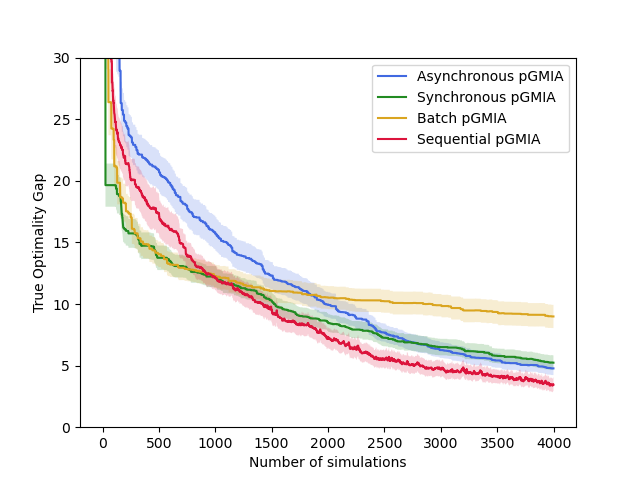 30
25
20
15
10
5
0
True Optimality Gap
Asynchronous pGMIA
Synchronous pGMIA
Batch pGMIA
Sequential pGMIA
0 500 1000 1500 2000 2500 3000 3500 4000
Number of simulations